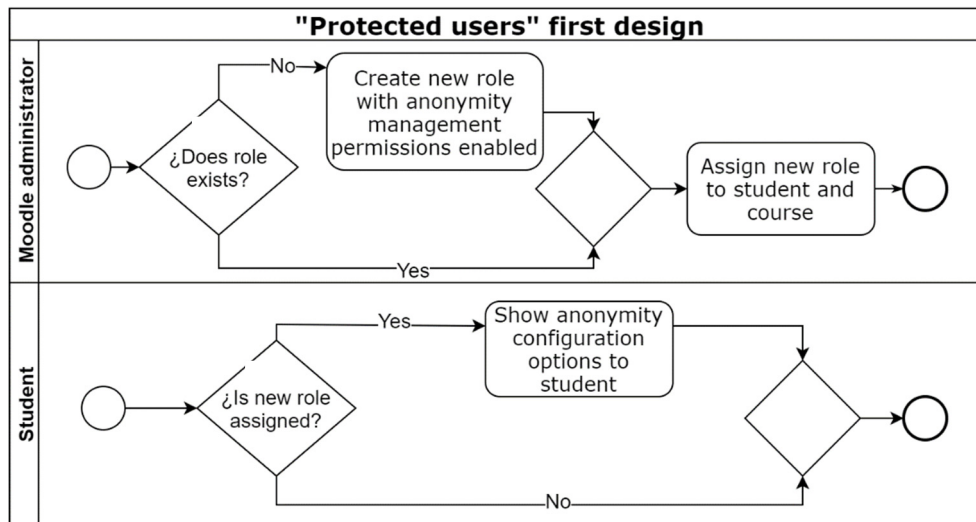 "Protected users" first design
Moodle administrator
No
Create new role
with anonymity
management
permissions enabled
¿Does role
exists?
Assign new role
to student and
course
Yes
Student
Yes
Show anonymity
configuration
options to
student
¿Is new role
assigned?
No